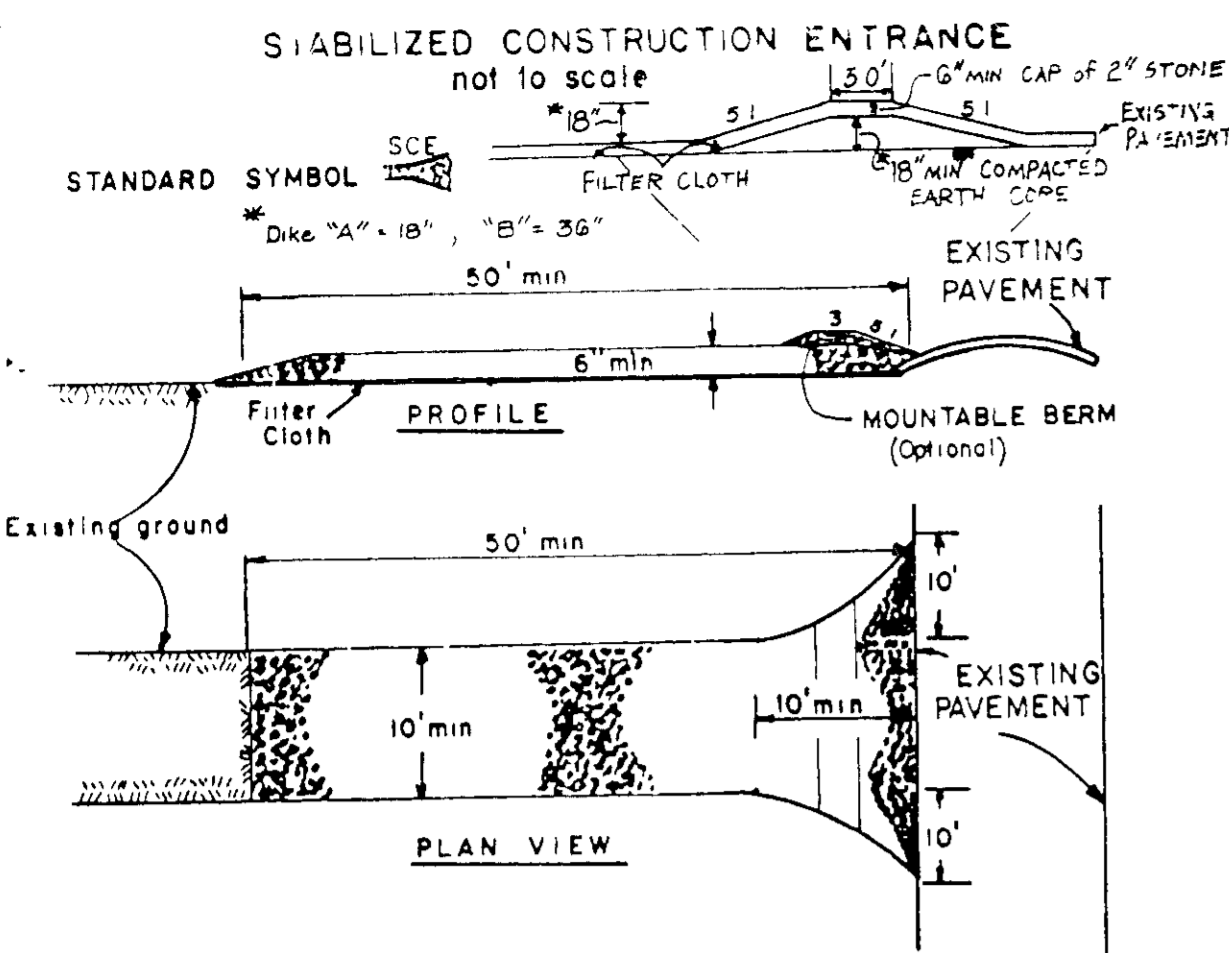 STABILIZED CONSTRUCTION ENTRANCE
not to scale
30'
6" MIN CAP of 2" STONE
*18"
5 1
5 1
EXISTING
PAVEMENT
SCE
STANDARD SYMBOL
FILTER CLOTH
*18" MIN COMPACTED
EARTH CORE
*Dike "A" = 18", "B" = 36"
EXISTING
PAVEMENT
50' min
3
5 1
6" min
Filter
Cloth
PROFILE
MOUNTABLE BERM
(Optional)
Existing ground
50' min
10'
EXISTING
PAVEMENT
10' min
10' min
10'
PLAN VIEW